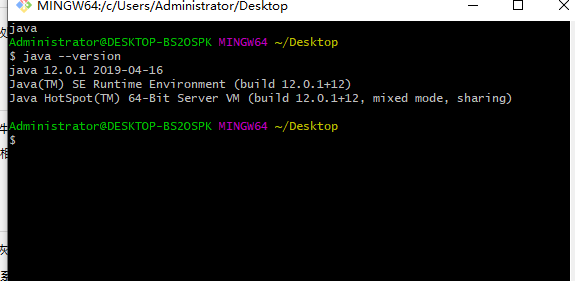 MINGW64:/c/Users/Administrator/Desktop
java
Administrator@DESKTOP-BS2OSPK MINGW64 ~/Desktop
$ java --version
java 12.0.1 2019-04-16
Java(TM) SE Runtime Environment (build 12.0.1+12)
Java HotSpot(TM) 64-Bit Server VM (build 12.0.1+12, mixed mode, sharing)
Administrator@DESKTOP-BS2OSPK MINGW64 ~/Desktop
$